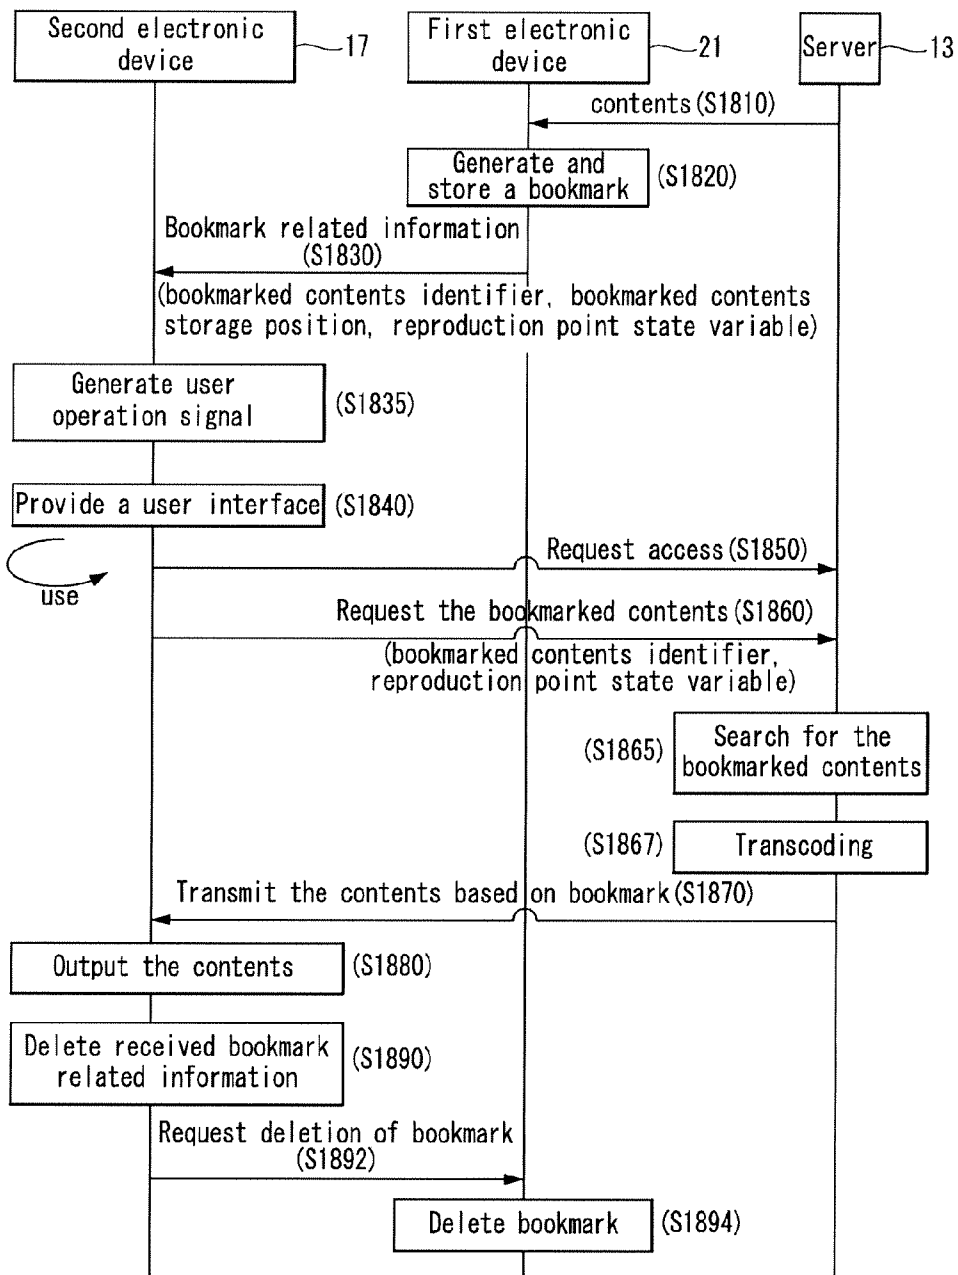 Second electronic
device
17
First electronic
device
21
Server
13
contents(S1810)
Generate and
store a bookmark
(S1820)
Bookmark related information
(S1830)
(bookmarked contents identifier, bookmarked contents
storage position, reproduction point state variable)
Generate user
operation signal
(S1835)
Provide a user interface
(S1840)
use
Request access(S1850)
Request the bookmarked contents(S1860)
(bookmarked contents identifier,
reproduction point state variable)
(S1865)
Search for the
bookmarked contents
(S1867)
Transcoding
Transmit the contents based on bookmark(S1870)
Output the contents
(S1880)
Delete received bookmark
related information
(S1890)
Request deletion of bookmark
(S1892)
Delete bookmark
(S1894)